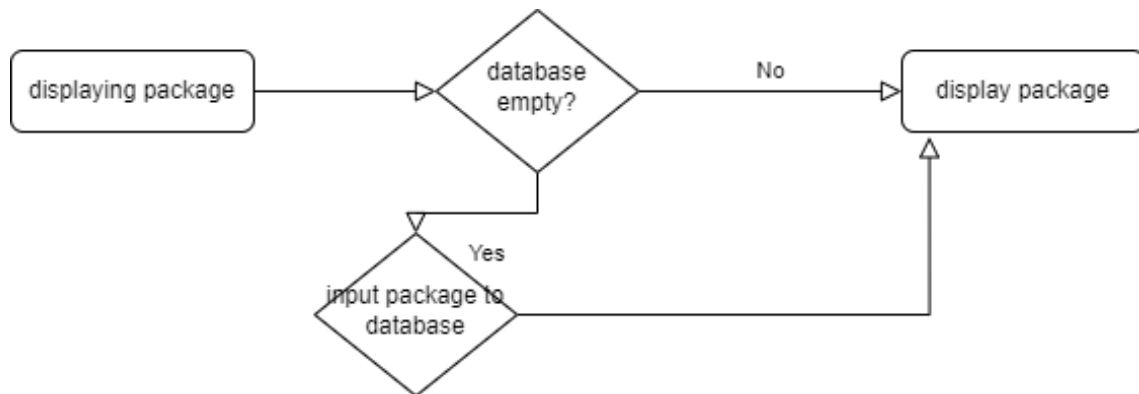 displaying package
database
empty?
No
display package
Yes
input package to
database